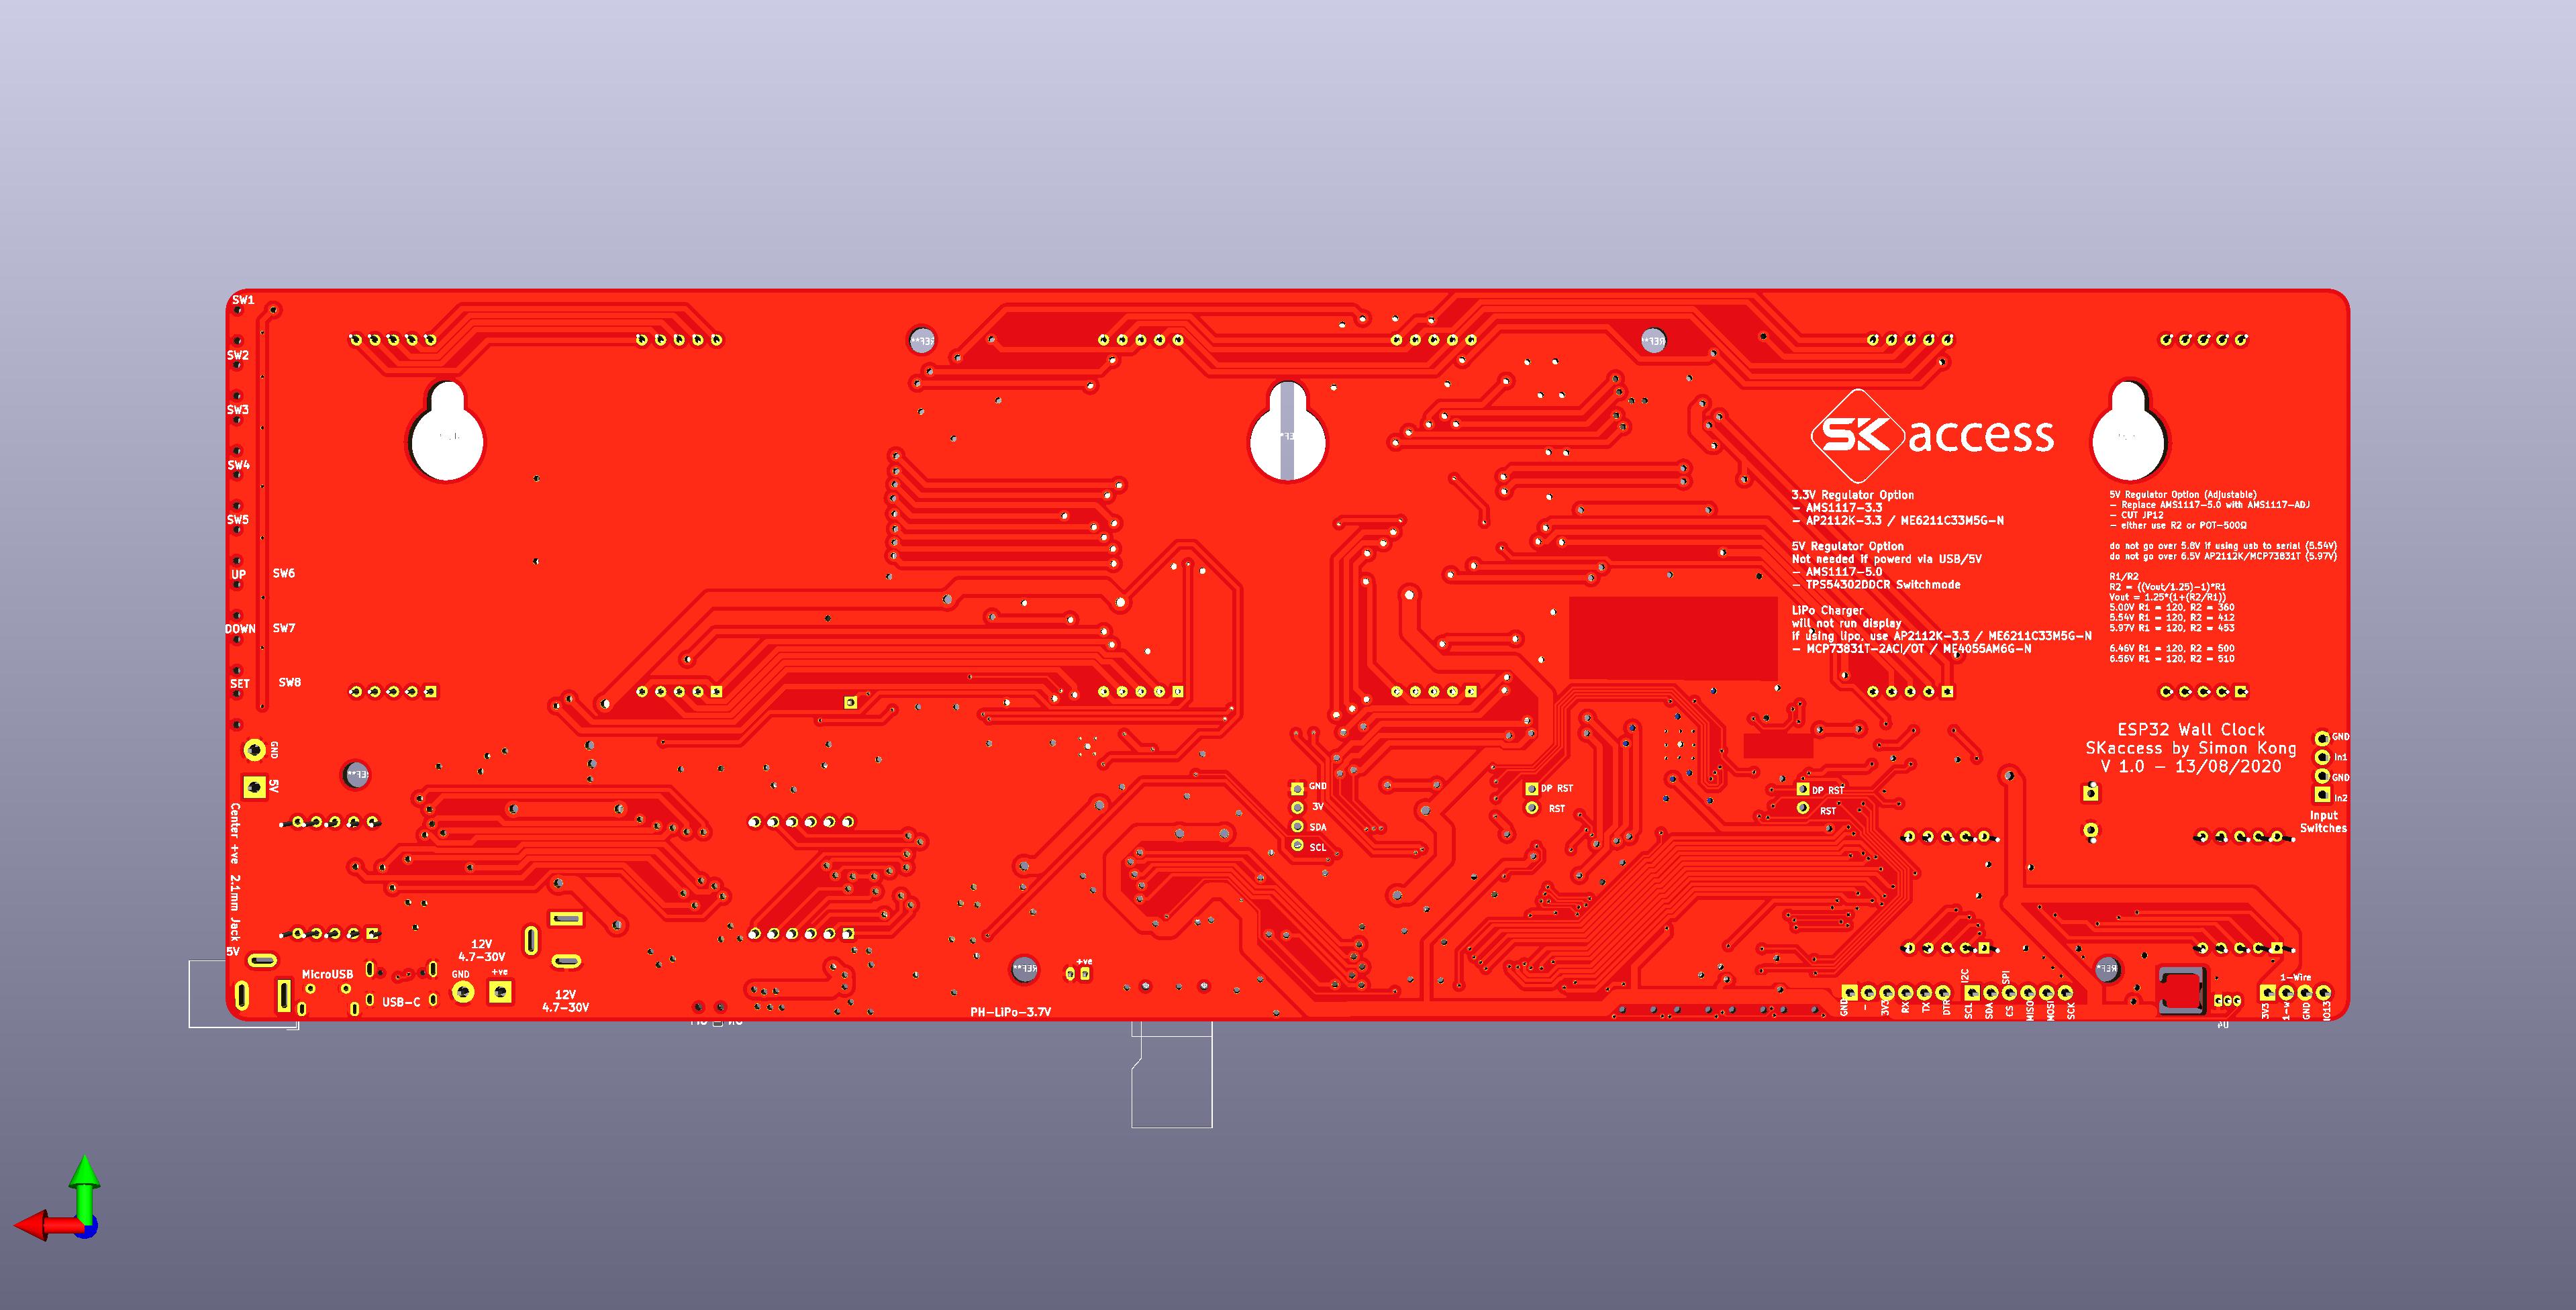 SW1
SW2
SW3
SW4
SW5
UP SW6
DOWN SW7
SET SW8
GND
5V
Center +ve 2.1mm Jack
5V
MicroUSB
USB-C
12V
4.7-30V
GND
+ve
12V
4.7-30V
PH-LiPo-3.7V
+ve
REF**
REF**
REF**
REF**
REF**
GND
3V
SDA
SCL
DP RST
RST
DP RST
RST
SK access
3.3V Regulator Option
- AMS1117-3.3
- AP2112K-3.3 / ME6211C33M5G-N
5V Regulator Option
Not needed if powerd via USB/5V
- AMS1117-5.0
- TPS54302DDCR Switchmode
LiPo Charger
will not run display
if using lipo, use AP2112K-3.3 / ME6211C33M5G-N
- MCP73831T-2ACI/OT / ME4055AM6G-N
5V Regulator Option (Adjustable)
- Replace AMS1117-5.0 with AMS1117-ADJ
- CUT JP12
- either use R2 or POT-500Ω
do not go over 5.8V if using usb to serial (5.54V)
do not go over 6.5V AP2112K/MCP73831T (5.97V)
R1/R2
R2 = ((Vout/1.25)-1)*R1
Vout = 1.25*(1+(R2/R1))
5.00V R1 = 120, R2 = 360
5.54V R1 = 120, R2 = 412
5.97V R1 = 120, R2 = 453
6.46V R1 = 120, R2 = 500
6.56V R1 = 120, R2 = 510
ESP32 Wall Clock
SKaccess by Simon Kong
V 1.0 - 13/08/2020
GND
In1
GND
In2
Input
Switches
I2C
SPI
GND
-
3V3
RX
TX
DTR
SCL
SDA
CS
MISO
MOSI
SCK
U4
1-Wire
3V3
1-W
GND
IO13